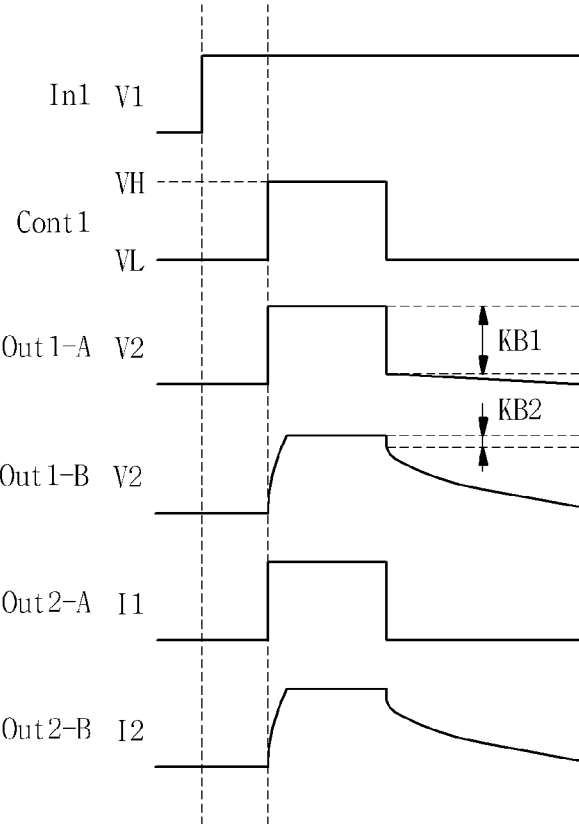 In1 V1
VH
Cont1
VL
Out1-A V2
KB1
KB2
Out1-B V2
Out2-A I1
Out2-B I2